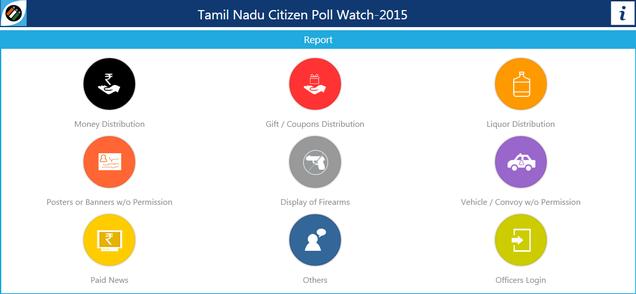 Tamil Nadu Citizen Poll Watch-2015
Report
Money Distribution
Gift / Coupons Distribution
Liquor Distribution
Posters or Banners w/o Permission
Display of Firearms
Vehicle / Convoy w/o Permission
Paid News
Others
Officers Login